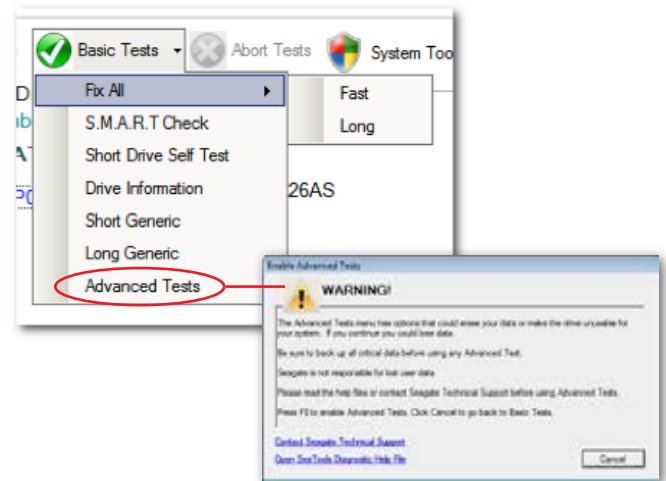 Basic Tests
Abort Tests
System Too
Fix All
Fast
Long
S.M.A.R.T Check
Short Drive Self Test
Drive Information
26AS
Short Generic
Long Generic
Advanced Tests
Enable Advanced Tests
WARNING!
The Advanced Tests menu has options that could erase your data or make the drive unusable for
your system. If you continue you could lose data.
Be sure to back up all critical data before using any Advanced Test.
Seagate is not responsible for lost user data.
Please read the help files or contact Seagate Technical Support before using Advanced Tests.
Press F8 to enable Advanced Tests. Click Cancel to go back to Basic Tests.
Contact Seagate Technical Support
Open SeaTools Diagnostic Help File
Cancel